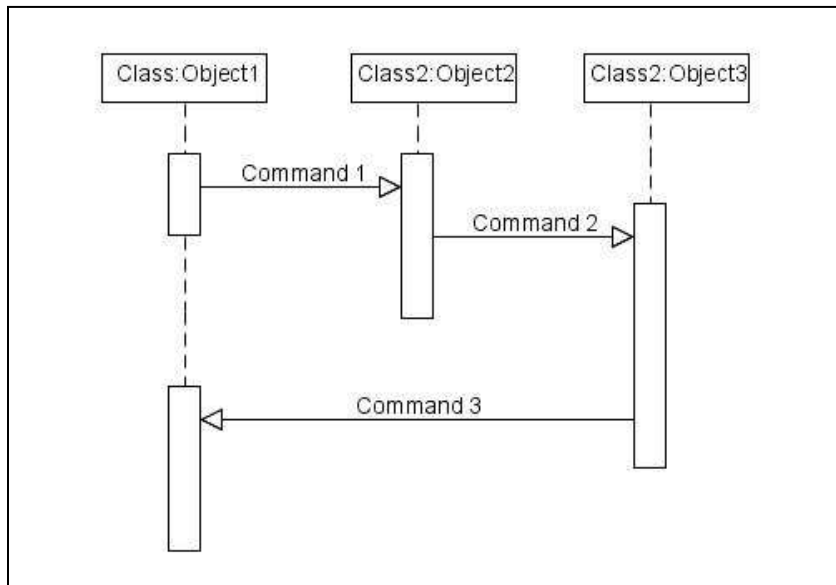 Class:Object1
Class2:Object2
Class2:Object3
Command 1
Command 2
Command 3